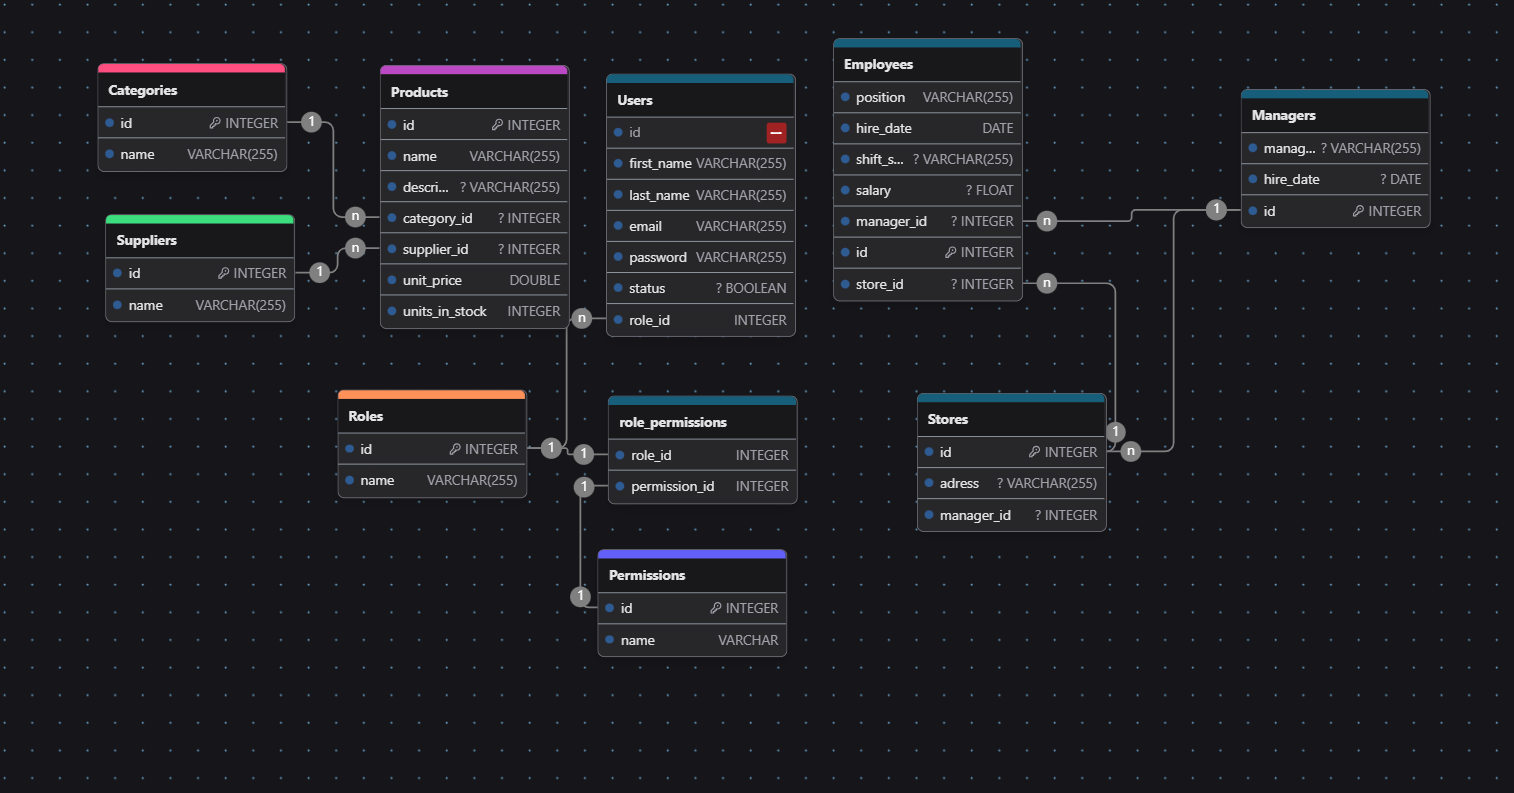 Categories
id INTEGER
name VARCHAR(255)
Suppliers
id INTEGER
name VARCHAR(255)
Products
id INTEGER
name VARCHAR(255)
descri... ? VARCHAR(255)
category_id ? INTEGER
supplier_id ? INTEGER
unit_price DOUBLE
units_in_stock INTEGER
Users
id
first_name VARCHAR(255)
last_name VARCHAR(255)
email VARCHAR(255)
password VARCHAR(255)
status ? BOOLEAN
role_id INTEGER
Employees
position VARCHAR(255)
hire_date DATE
shift_s... ? VARCHAR(255)
salary ? FLOAT
manager_id ? INTEGER
id INTEGER
store_id ? INTEGER
Managers
manag... ? VARCHAR(255)
hire_date ? DATE
id INTEGER
Roles
id INTEGER
name VARCHAR(255)
role_permissions
role_id INTEGER
permission_id INTEGER
Permissions
id INTEGER
name VARCHAR
Stores
id INTEGER
adress ? VARCHAR(255)
manager_id ? INTEGER
1
n
n
1
n
1
1
1
1
n
n
1
1
n